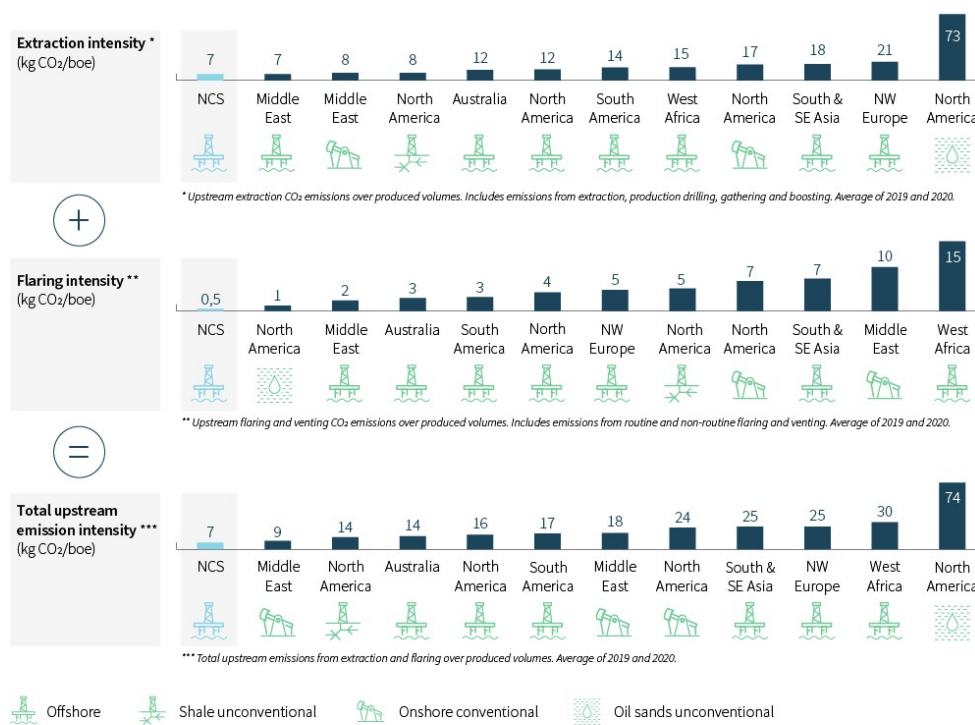 Extraction intensity *
(kg CO₂/boe)
7 7 8 8 12 12 14 15 17 18 21 73
NCS Middle East Middle East North America Australia North America South America West Africa North America South & SE Asia NW Europe North America
* Upstream extraction CO₂ emissions over produced volumes. Includes emissions from extraction, production drilling, gathering and boosting. Average of 2019 and 2020.
+
Flaring intensity **
(kg CO₂/boe)
0,5 1 2 3 3 4 5 5 7 7 10 15
NCS North America Middle East Australia South America North America NW Europe North America North America South & SE Asia Middle East West Africa
** Upstream flaring and venting CO₂ emissions over produced volumes. Includes emissions from routine and non-routine flaring and venting. Average of 2019 and 2020.
=
Total upstream
emission intensity ***
(kg CO₂/boe)
7 9 14 14 16 17 18 24 25 25 30 74
NCS Middle East North America Australia North America South America Middle East North America South & SE Asia NW Europe West Africa North America
*** Total upstream emissions from extraction and flaring over produced volumes. Average of 2019 and 2020.
Offshore Shale unconventional Onshore conventional Oil sands unconventional